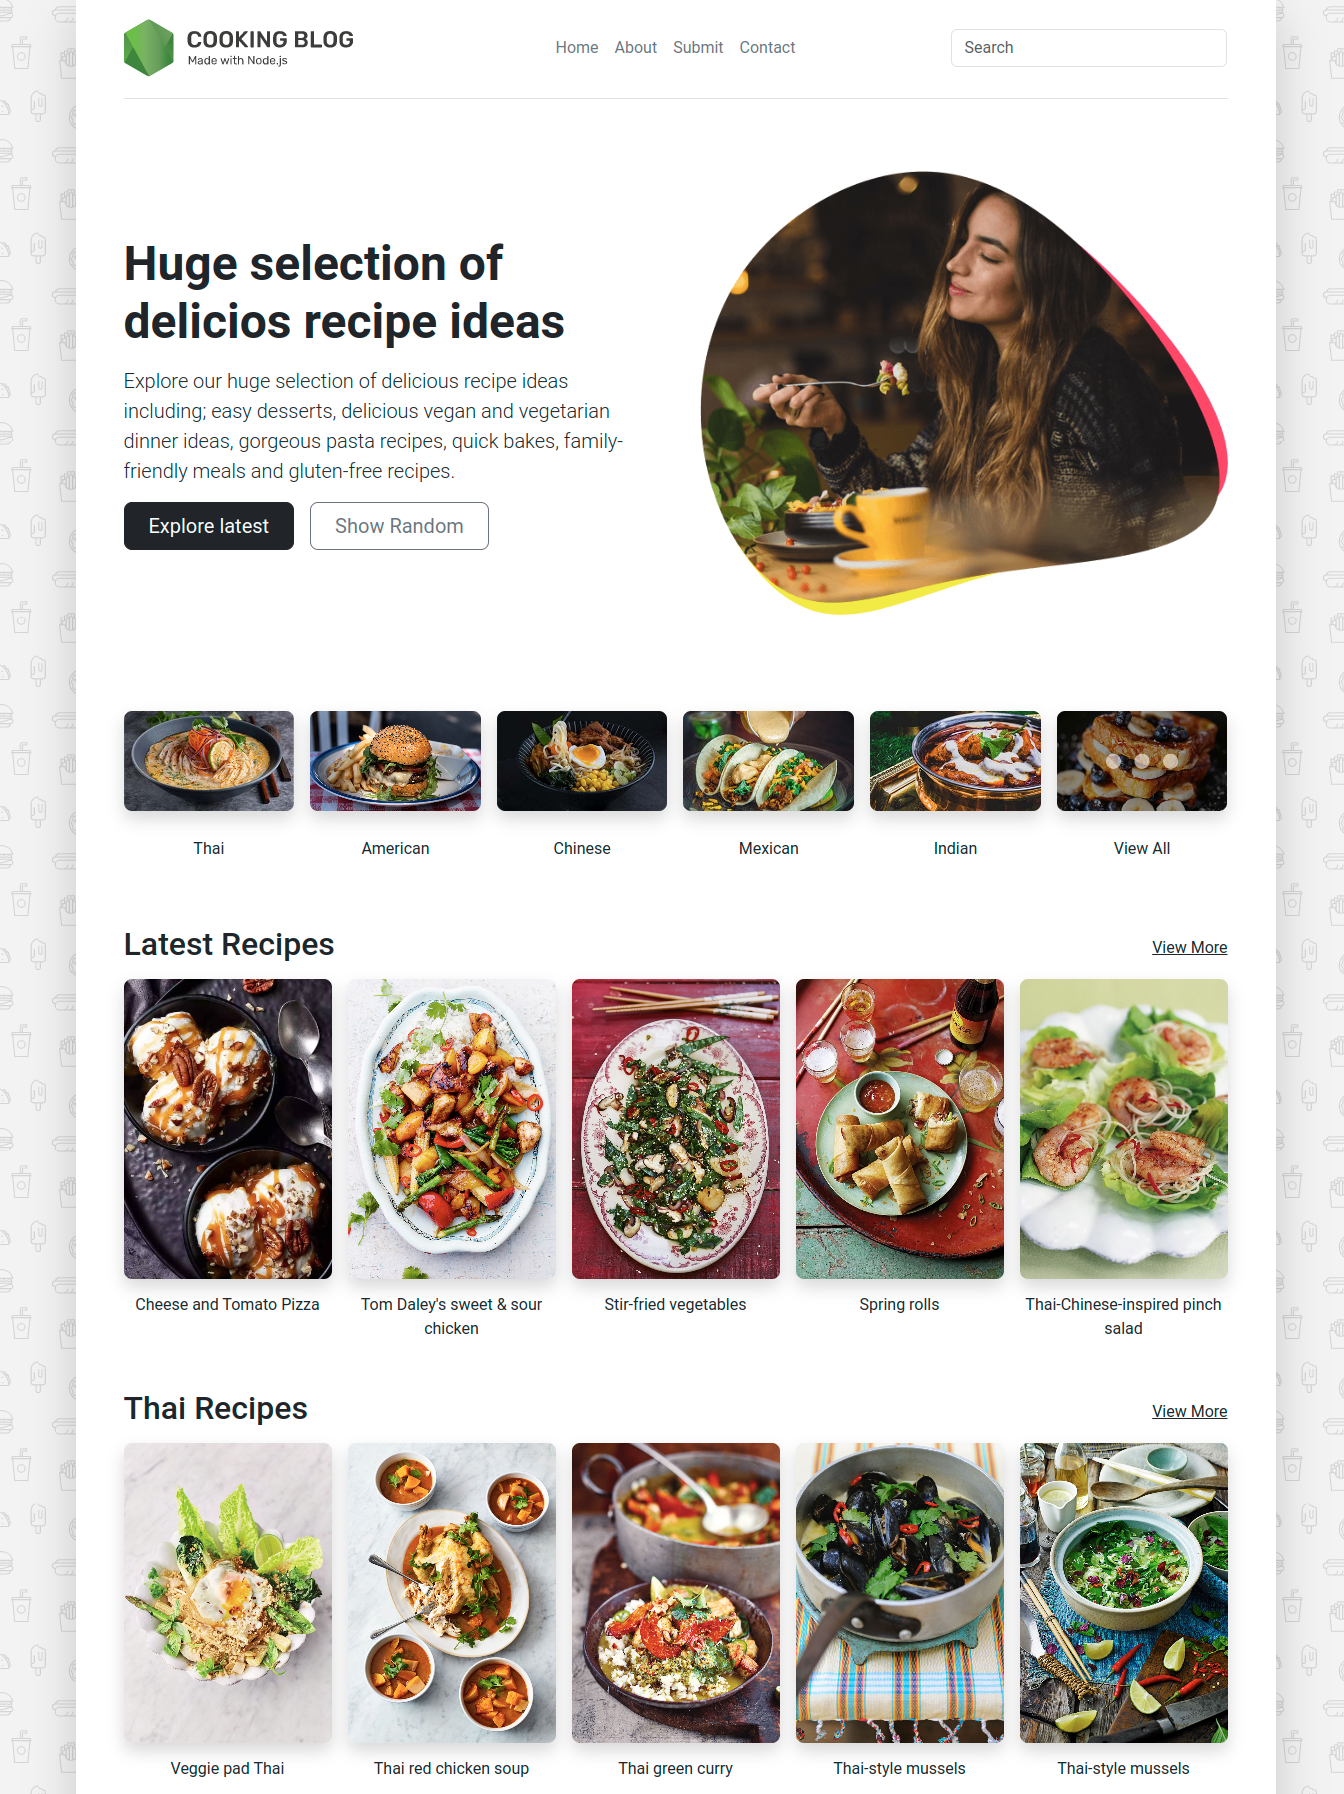 COOKING BLOG
Made with Node.js
Home About Submit Contact
Search
Huge selection of
delicios recipe ideas
Explore our huge selection of delicious recipe ideas
including; easy desserts, delicious vegan and vegetarian
dinner ideas, gorgeous pasta recipes, quick bakes, family-
friendly meals and gluten-free recipes.
Explore latest
Show Random
Thai
American
Chinese
Mexican
Indian
View All
Latest Recipes
View More
Cheese and Tomato Pizza
Tom Daley's sweet & sour
chicken
Stir-fried vegetables
Spring rolls
Thai-Chinese-inspired pinch
salad
Thai Recipes
View More
Veggie pad Thai
Thai red chicken soup
Thai green curry
Thai-style mussels
Thai-style mussels